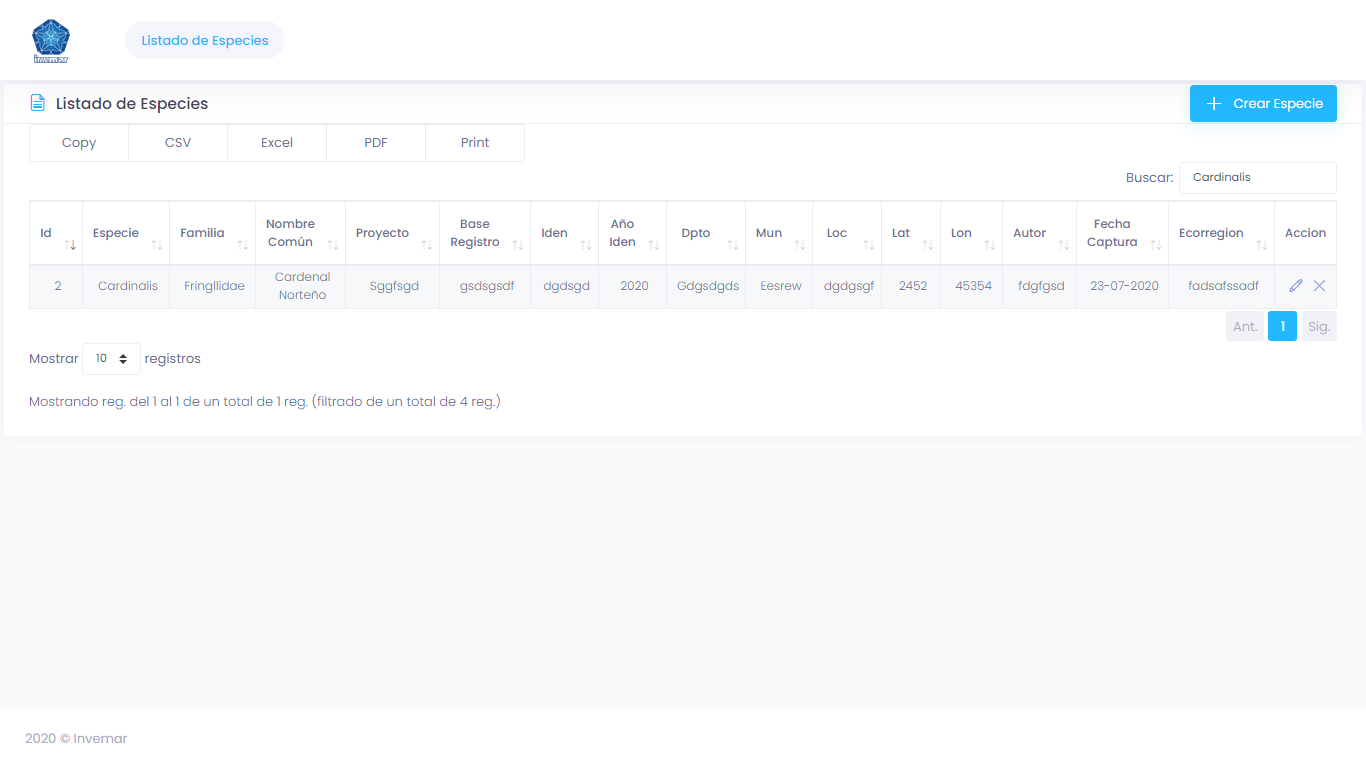 invemar
Listado de Especies
Listado de Especies
Crear Especie
Copy CSV Excel PDF Print
Buscar: Cardinalis
Id Especie Familia Nombre Común Proyecto Base Registro Iden Año Iden Dpto Mun Loc Lat Lon Autor Fecha Captura Ecorregion Accion
2 Cardinalis Fringllidae Cardenal Norteño Sggfsgd gsdsgsdf dgdsgd 2020 Gdgsdgds Eesrew dgdgsgf 2452 45354 fdgfgsd 23-07-2020 fadsafssadf
Ant. 1 Sig.
Mostrar 10 registros
Mostrando reg. del 1 al 1 de un total de 1 reg. (filtrado de un total de 4 reg.)
2020 © Invemar